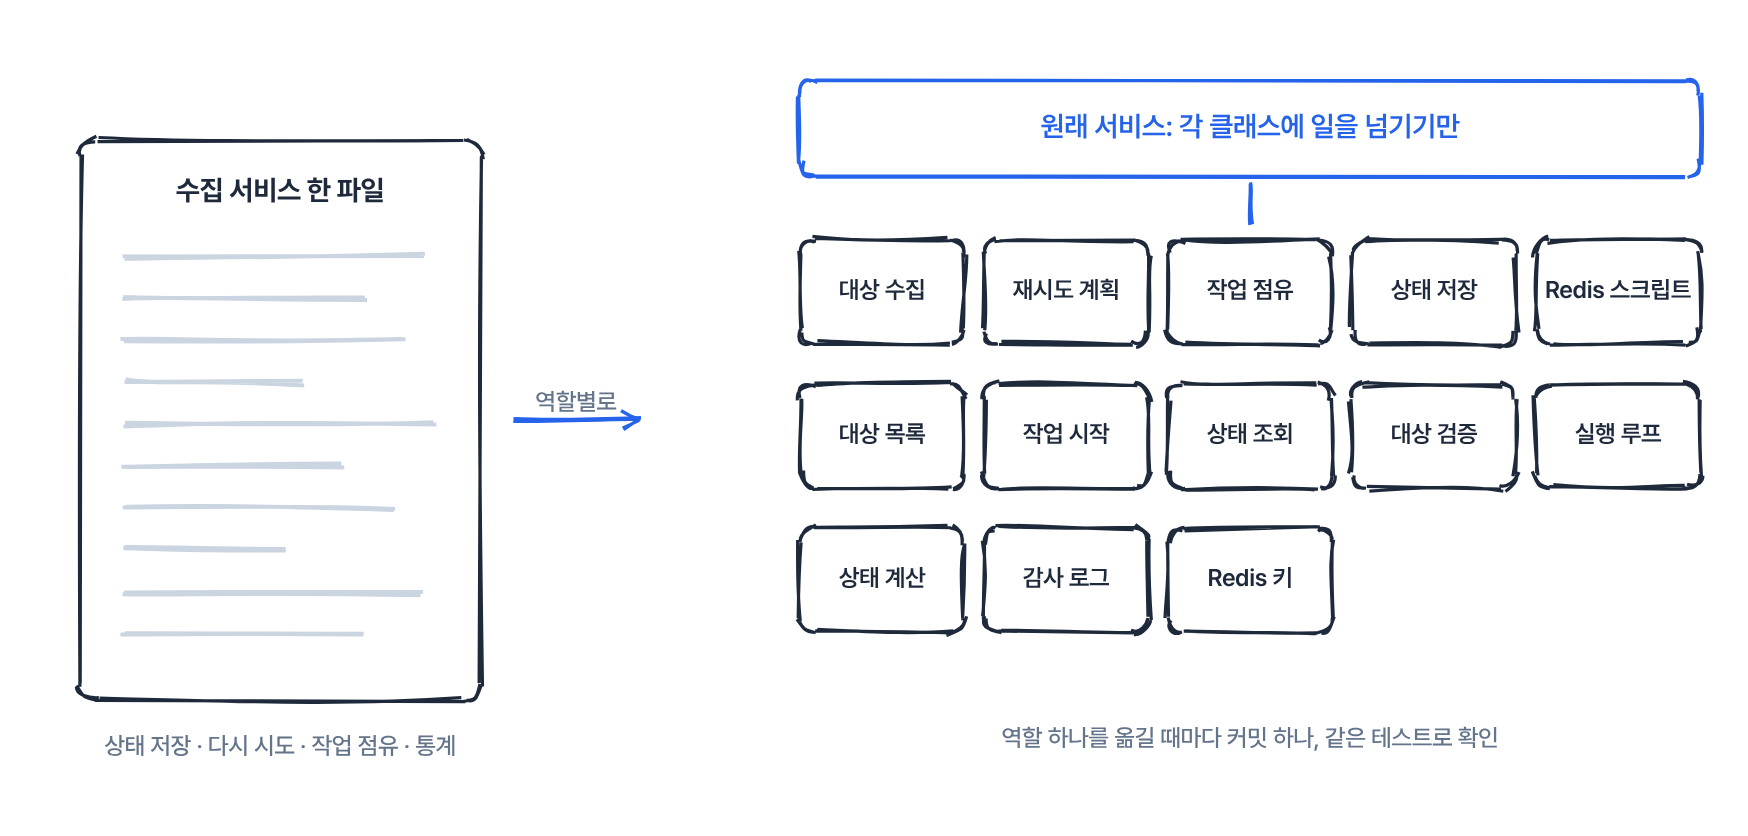 수집 서비스 한 파일
상태 저장 · 다시 시도 · 작업 점유 · 통계
역할별로
원래 서비스: 각 클래스에 일을 넘기기만
대상 수집
재시도 계획
작업 점유
상태 저장
Redis 스크립트
대상 목록
작업 시작
상태 조회
대상 검증
실행 루프
상태 계산
감사 로그
Redis 키
역할 하나를 옮길 때마다 커밋 하나, 같은 테스트로 확인